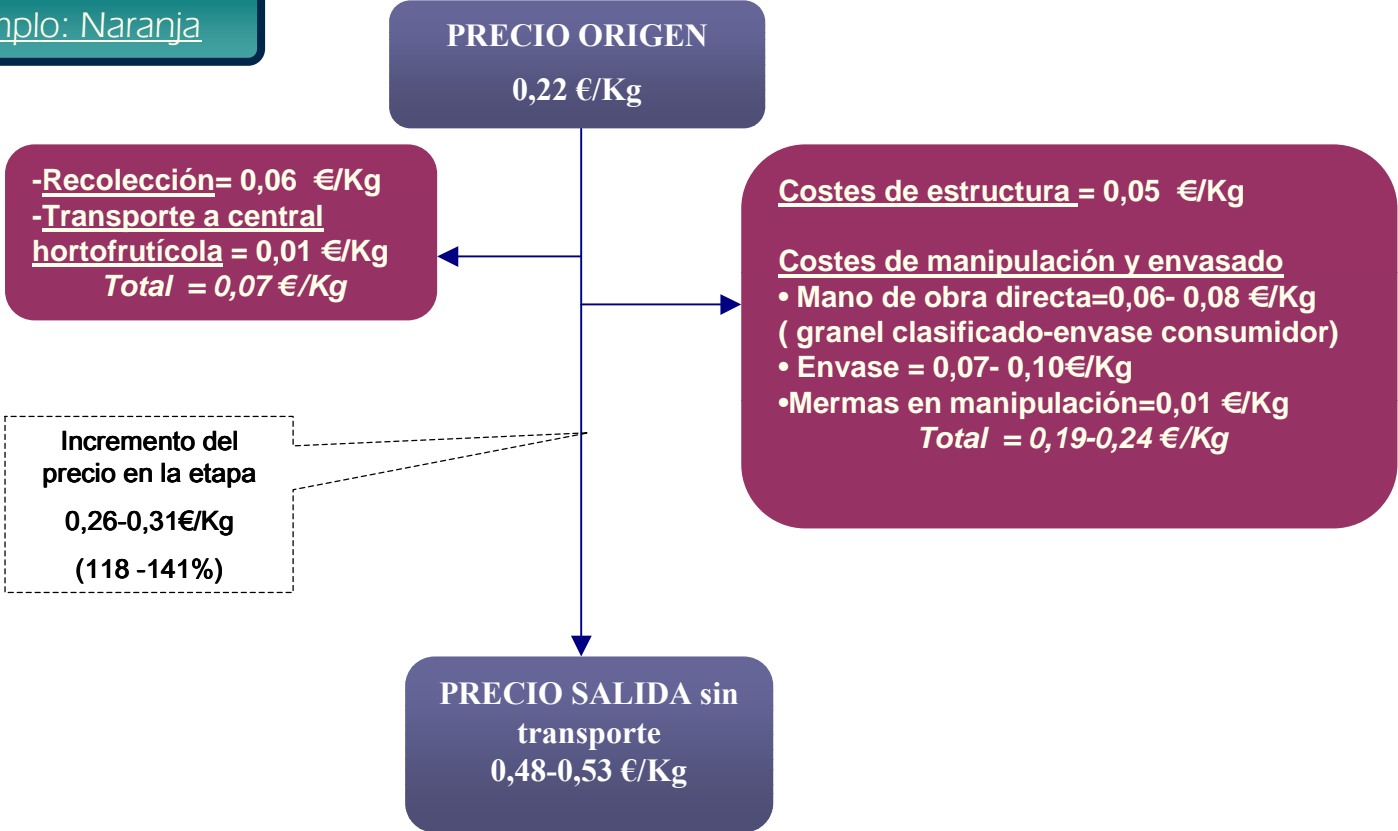 Naranja
PRECIO ORIGEN
0,22 €/Kg
-Recolección= 0,06 €/Kg
-Transporte a central
hortofrutícola = 0,01 €/Kg
Total = 0,07 €/Kg
Costes de estructura = 0,05 €/Kg
Costes de manipulación y envasado
• Mano de obra directa=0,06- 0,08 €/Kg
( granel clasificado-envase consumidor)
• Envase = 0,07- 0,10€/Kg
•Mermas en manipulación=0,01 €/Kg
Total = 0,19-0,24 €/Kg
Incremento del
precio en la etapa
0,26-0,31€/Kg
(118 -141%)
PRECIO SALIDA sin
transporte
0,48-0,53 €/Kg